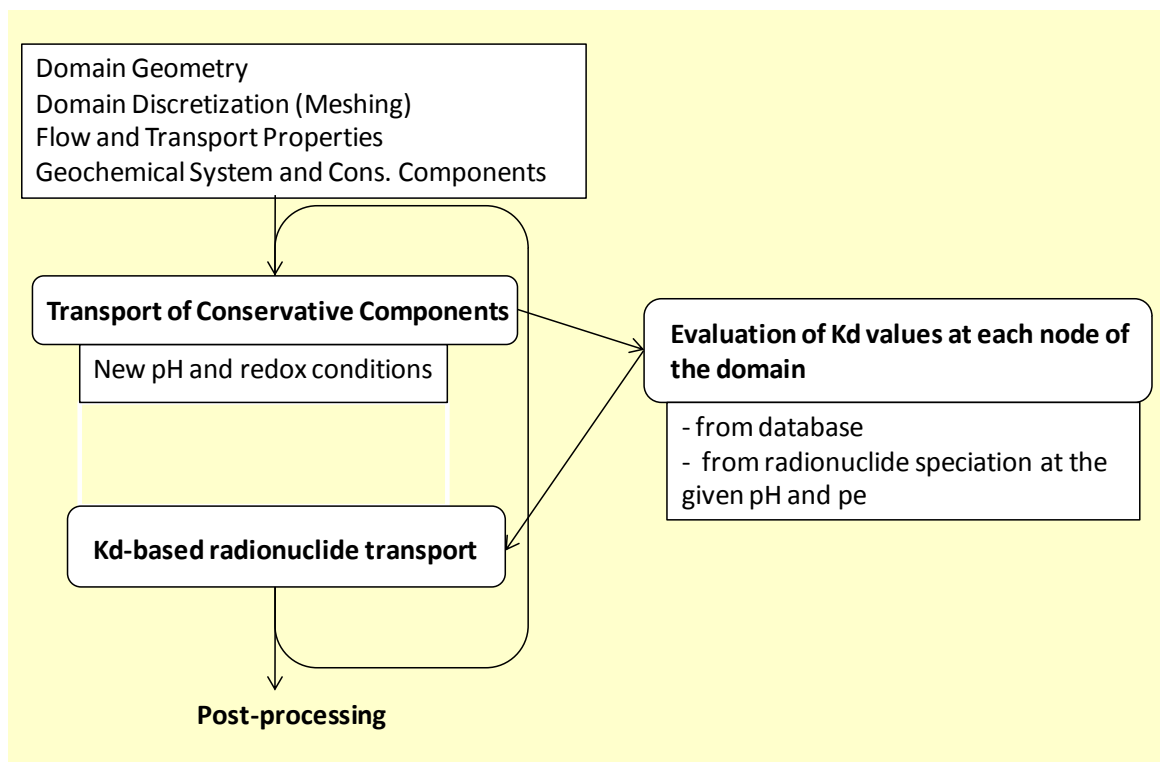 Domain Geometry
Domain Discretization (Meshing)
Flow and Transport Properties
Geochemical System and Cons. Components
Transport of Conservative Components
New pH and redox conditions
Evaluation of Kd values at each node of
the domain
- from database
- from radionuclide speciation at the
given pH and pe
Kd-based radionuclide transport
Post-processing